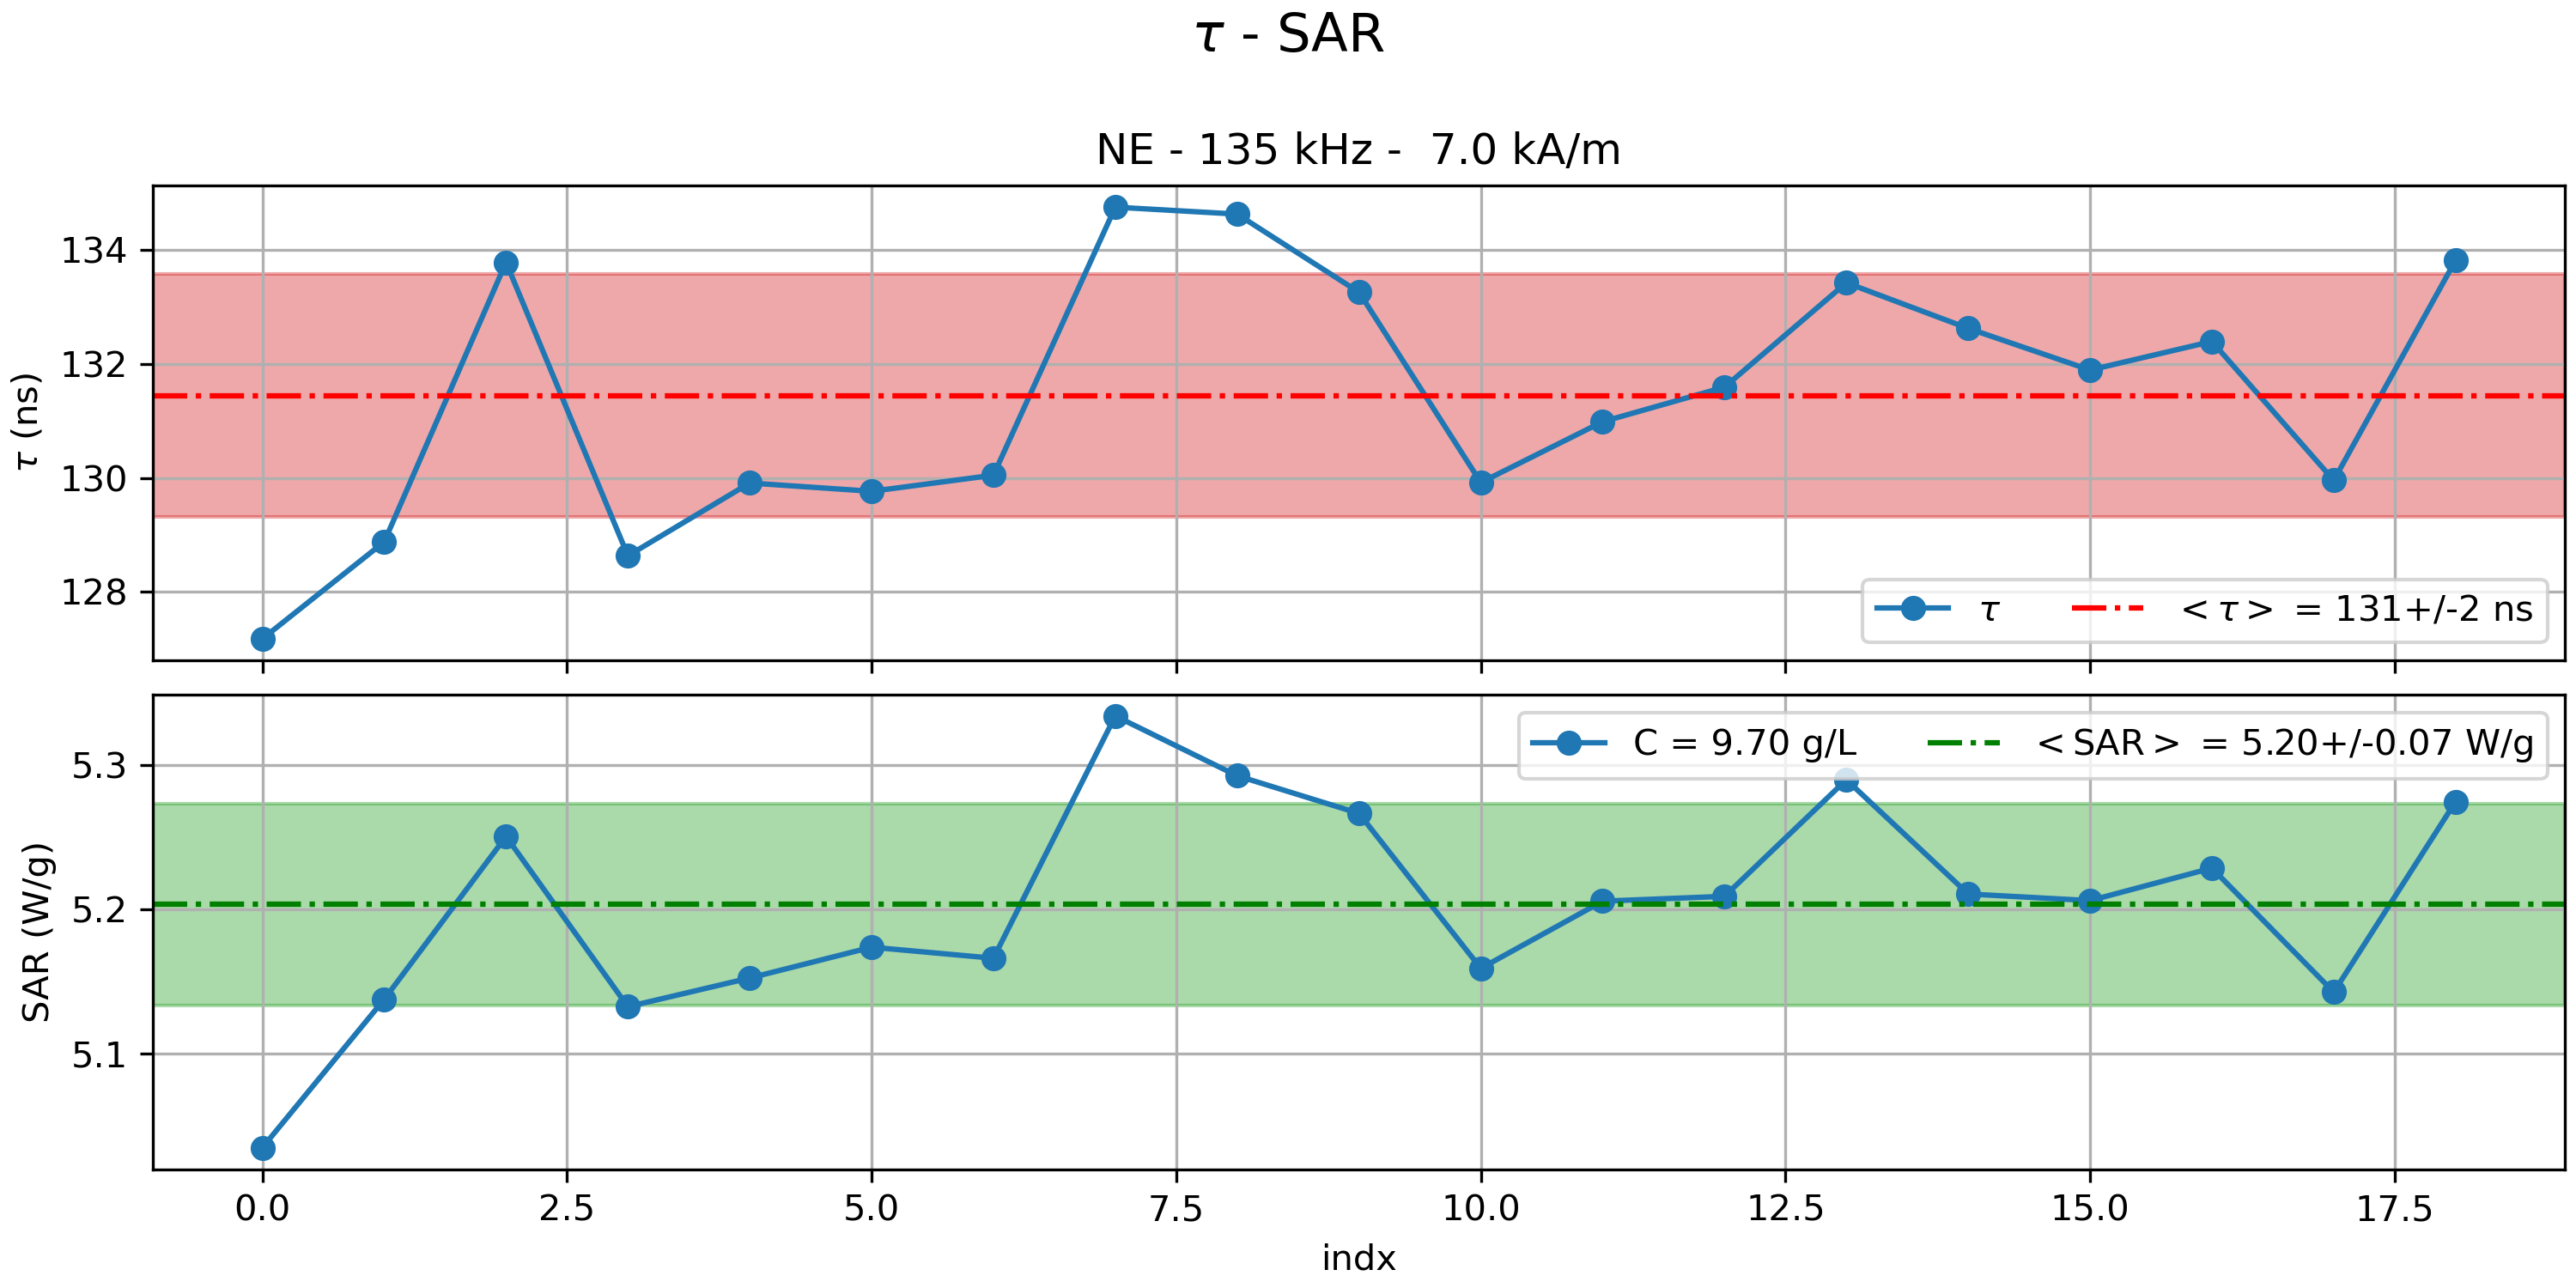 τ - SAR
NE - 135 kHz -  7.0 kA/m
τ (ns)
134
132
130
128
τ
<τ> = 131+/-2 ns
SAR (W/g)
5.3
5.2
5.1
C = 9.70 g/L
<SAR> = 5.20+/-0.07 W/g
0.0 2.5 5.0 7.5 10.0 12.5 15.0 17.5
indx